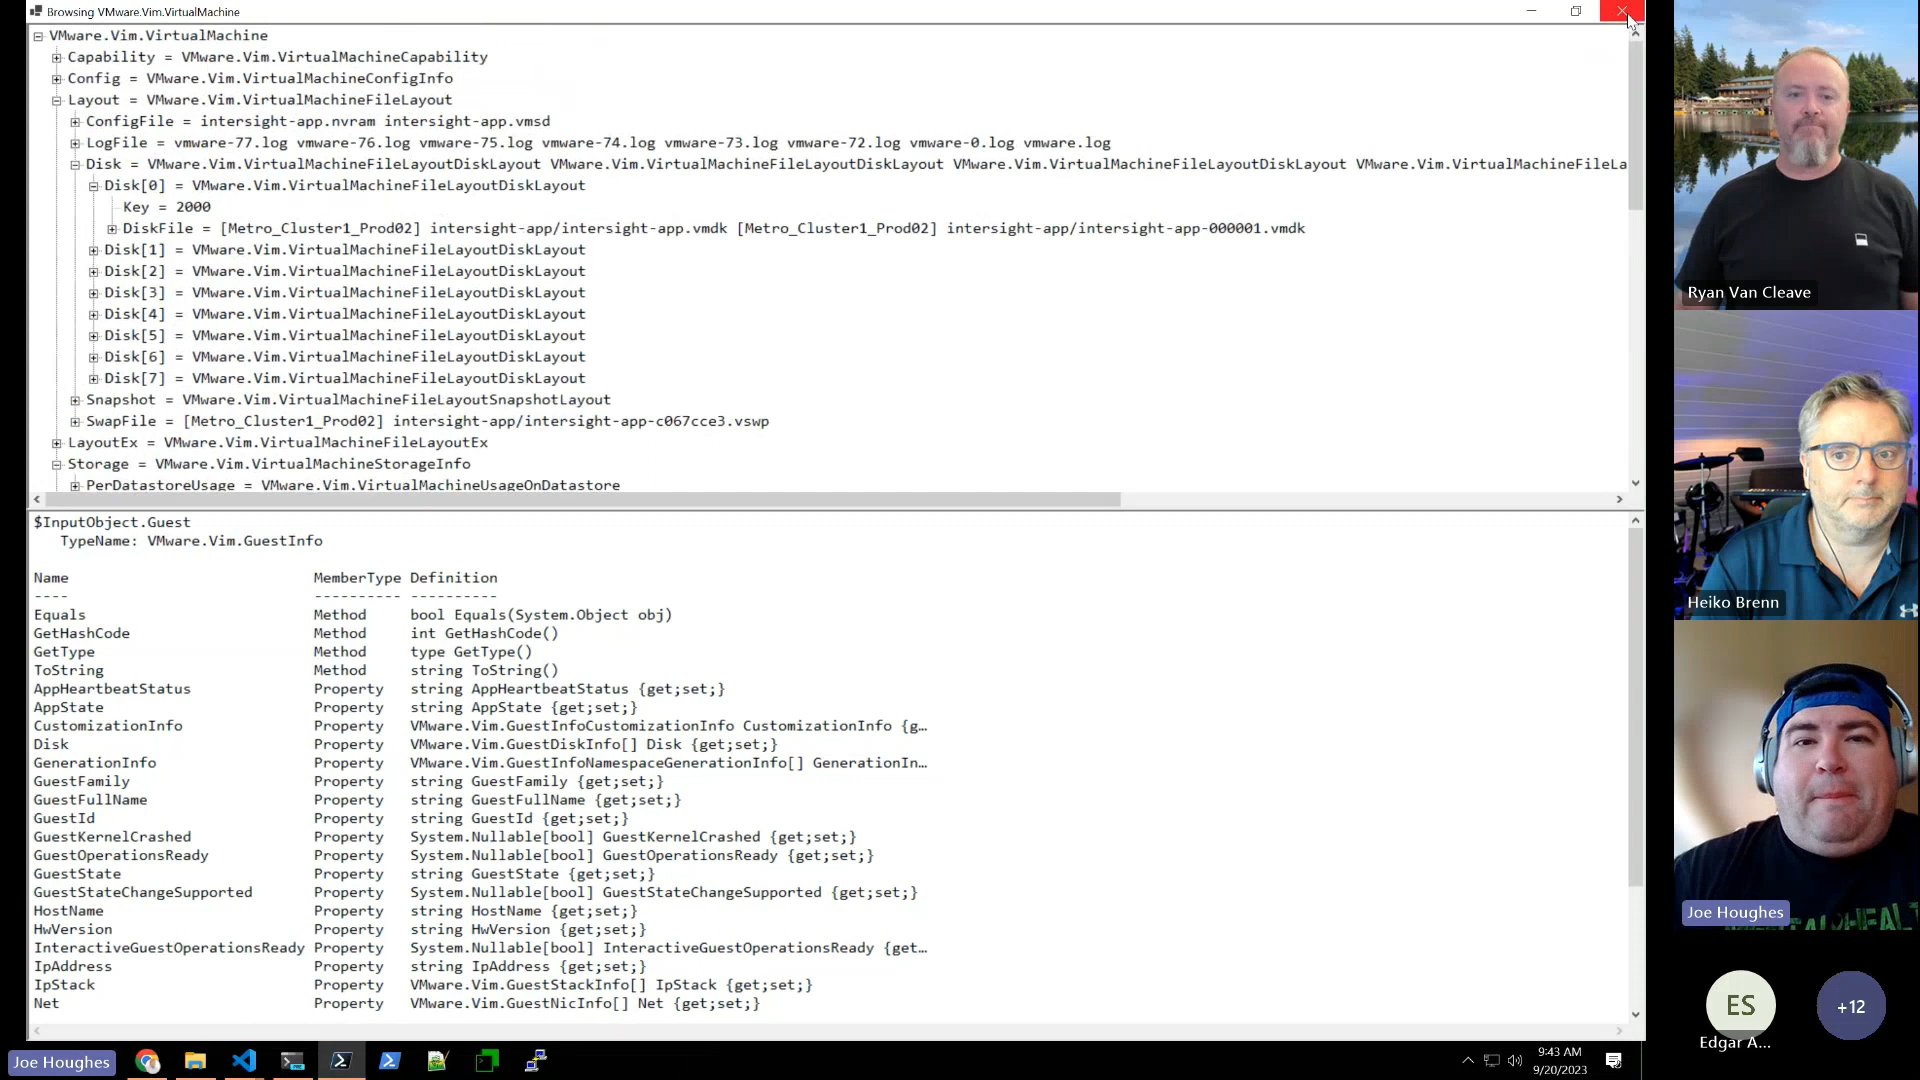 Browsing VMware.Vim.VirtualMachine
VMware.Vim.VirtualMachine
Capability = VMware.Vim.VirtualMachineCapability
Config = VMware.Vim.VirtualMachineConfigInfo
Layout = VMware.Vim.VirtualMachineFileLayout
ConfigFile = intersight-app.nvram intersight-app.vmsd
LogFile = vmware-77.log vmware-76.log vmware-75.log vmware-74.log vmware-73.log vmware-72.log vmware-0.log vmware.log
Disk = VMware.Vim.VirtualMachineFileLayoutDiskLayout VMware.Vim.VirtualMachineFileLayoutDiskLayout VMware.Vim.VirtualMachineFileLayoutDiskLayout VMware.Vim.VirtualMachineFileLa
Disk[0] = VMware.Vim.VirtualMachineFileLayoutDiskLayout
Key = 2000
DiskFile = [Metro_Cluster1_Prod02] intersight-app/intersight-app.vmdk [Metro_Cluster1_Prod02] intersight-app/intersight-app-000001.vmdk
Disk[1] = VMware.Vim.VirtualMachineFileLayoutDiskLayout
Disk[2] = VMware.Vim.VirtualMachineFileLayoutDiskLayout
Disk[3] = VMware.Vim.VirtualMachineFileLayoutDiskLayout
Disk[4] = VMware.Vim.VirtualMachineFileLayoutDiskLayout
Disk[5] = VMware.Vim.VirtualMachineFileLayoutDiskLayout
Disk[6] = VMware.Vim.VirtualMachineFileLayoutDiskLayout
Disk[7] = VMware.Vim.VirtualMachineFileLayoutDiskLayout
Snapshot = VMware.Vim.VirtualMachineFileLayoutSnapshotLayout
SwapFile = [Metro_Cluster1_Prod02] intersight-app/intersight-app-c067cce3.vswp
LayoutEx = VMware.Vim.VirtualMachineFileLayoutEx
Storage = VMware.Vim.VirtualMachineStorageInfo
PerDatastoreUsage = VMware.Vim.VirtualMachineUsageOnDatastore
$InputObject.Guest
TypeName: VMware.Vim.GuestInfo
Name MemberType Definition
---- ---------- ----------
Equals Method bool Equals(System.Object obj)
GetHashCode Method int GetHashCode()
GetType Method type GetType()
ToString Method string ToString()
AppHeartbeatStatus Property string AppHeartbeatStatus {get;set;}
AppState Property string AppState {get;set;}
CustomizationInfo Property VMware.Vim.GuestInfoCustomizationInfo CustomizationInfo {g…
Disk Property VMware.Vim.GuestDiskInfo[] Disk {get;set;}
GenerationInfo Property VMware.Vim.GuestInfoNamespaceGenerationInfo[] GenerationIn…
GuestFamily Property string GuestFamily {get;set;}
GuestFullName Property string GuestFullName {get;set;}
GuestId Property string GuestId {get;set;}
GuestKernelCrashed Property System.Nullable[bool] GuestKernelCrashed {get;set;}
GuestOperationsReady Property System.Nullable[bool] GuestOperationsReady {get;set;}
GuestState Property string GuestState {get;set;}
GuestStateChangeSupported Property System.Nullable[bool] GuestStateChangeSupported {get;set;}
HostName Property string HostName {get;set;}
HwVersion Property string HwVersion {get;set;}
InteractiveGuestOperationsReady Property System.Nullable[bool] InteractiveGuestOperationsReady {get…
IpAddress Property string IpAddress {get;set;}
IpStack Property VMware.Vim.GuestStackInfo[] IpStack {get;set;}
Net Property VMware.Vim.GuestNicInfo[] Net {get;set;}
Ryan Van Cleave
Heiko Brenn
Joe Houghes
ES
+12
Edgar A...
Joe Houghes
9:43 AM
9/20/2023